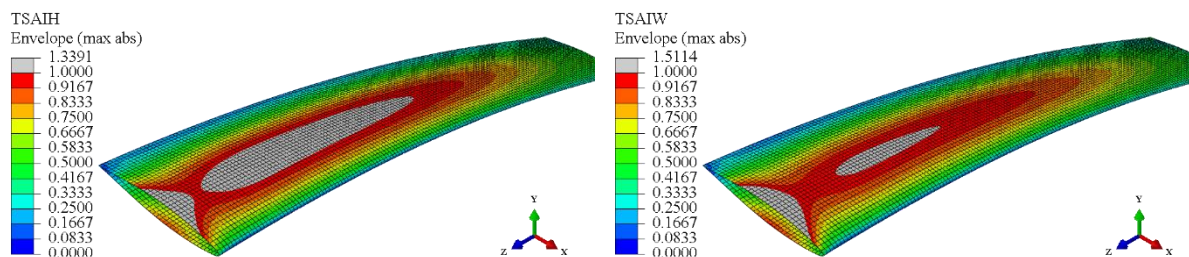 TSAIH
Envelope (max abs)
1.3391
1.0000
0.9167
0.8333
0.7500
0.6667
0.5833
0.5000
0.4167
0.3333
0.2500
0.1667
0.0833
0.0000
Y
Z
X
TSAIW
Envelope (max abs)
1.5114
1.0000
0.9167
0.8333
0.7500
0.6667
0.5833
0.5000
0.4167
0.3333
0.2500
0.1667
0.0833
0.0000
Y
Z
X